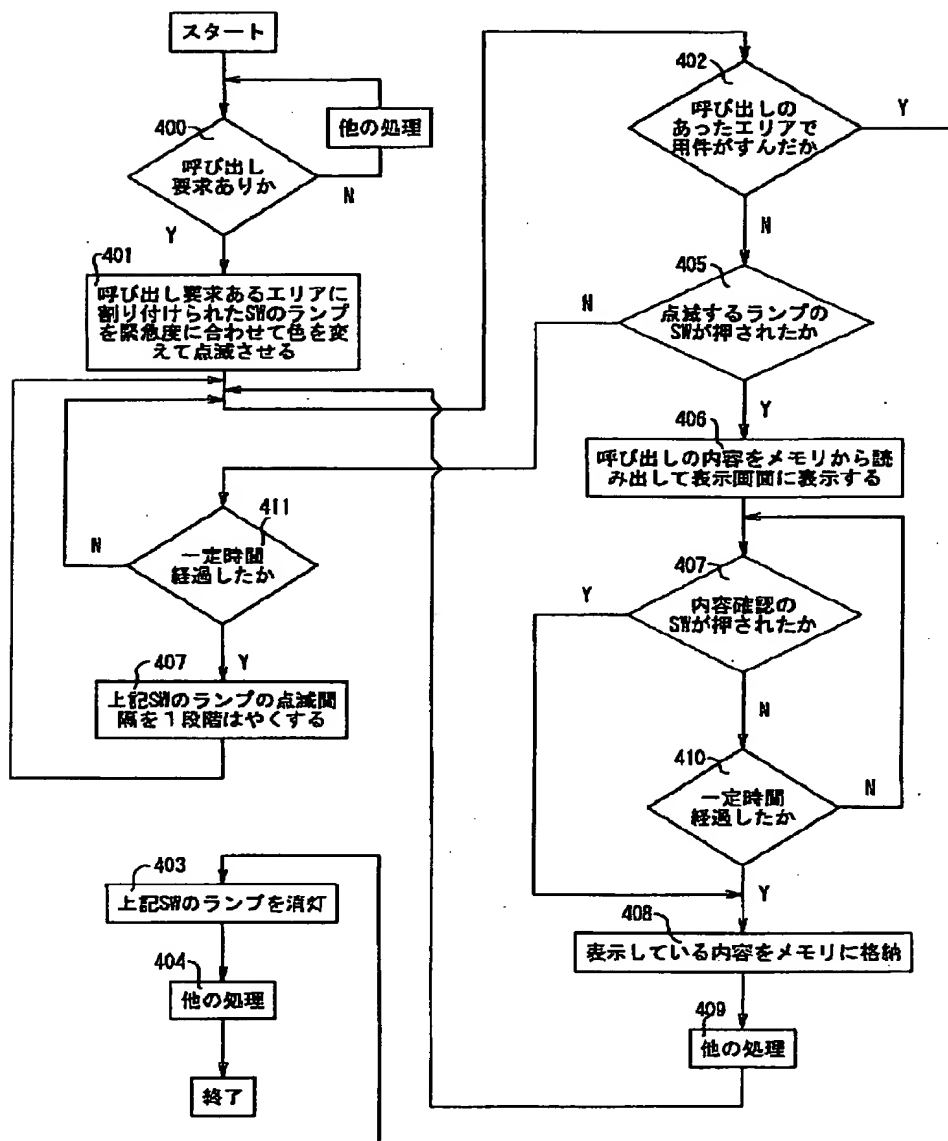 スタート
400
呼び出し
要求ありか
他の処理
N
Y
401
呼び出し要求あるエリアに
割り付けられたSWのランプ
を緊急度に合わせて色を変
えて点滅させる
411
一定時間
経過したか
N
Y
407
上記SWのランプの点滅間
隔を1段階はやくする
403
上記SWのランプを消灯
404
他の処理
終了
402
呼び出しの
あったエリアで
用件がすんだか
Y
N
405
点滅するランプの
SWが押されたか
N
Y
406
呼び出しの内容をメモリから読
み出して表示画面に表示する
407
内容確認の
SWが押されたか
Y
N
410
一定時間
経過したか
N
Y
408
表示している内容をメモリに格納
409
他の処理